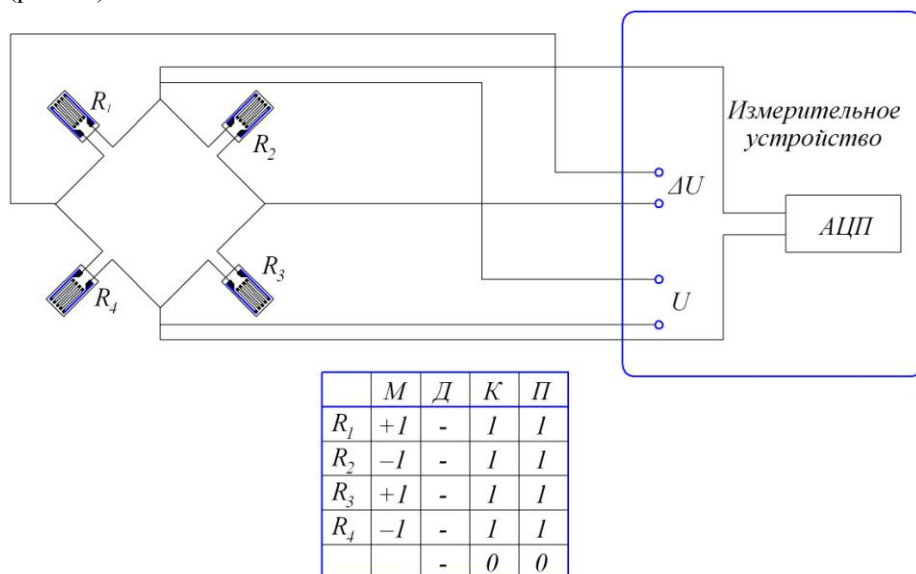 R₁
R₂
Измерительное
устройство
ΔU
АЦП
R₃
R₄
U
М Д К П
R₁ +1 - 1 1
R₂ –1 - 1 1
R₃ +1 - 1 1
R₄ –1 - 1 1
- 0 0